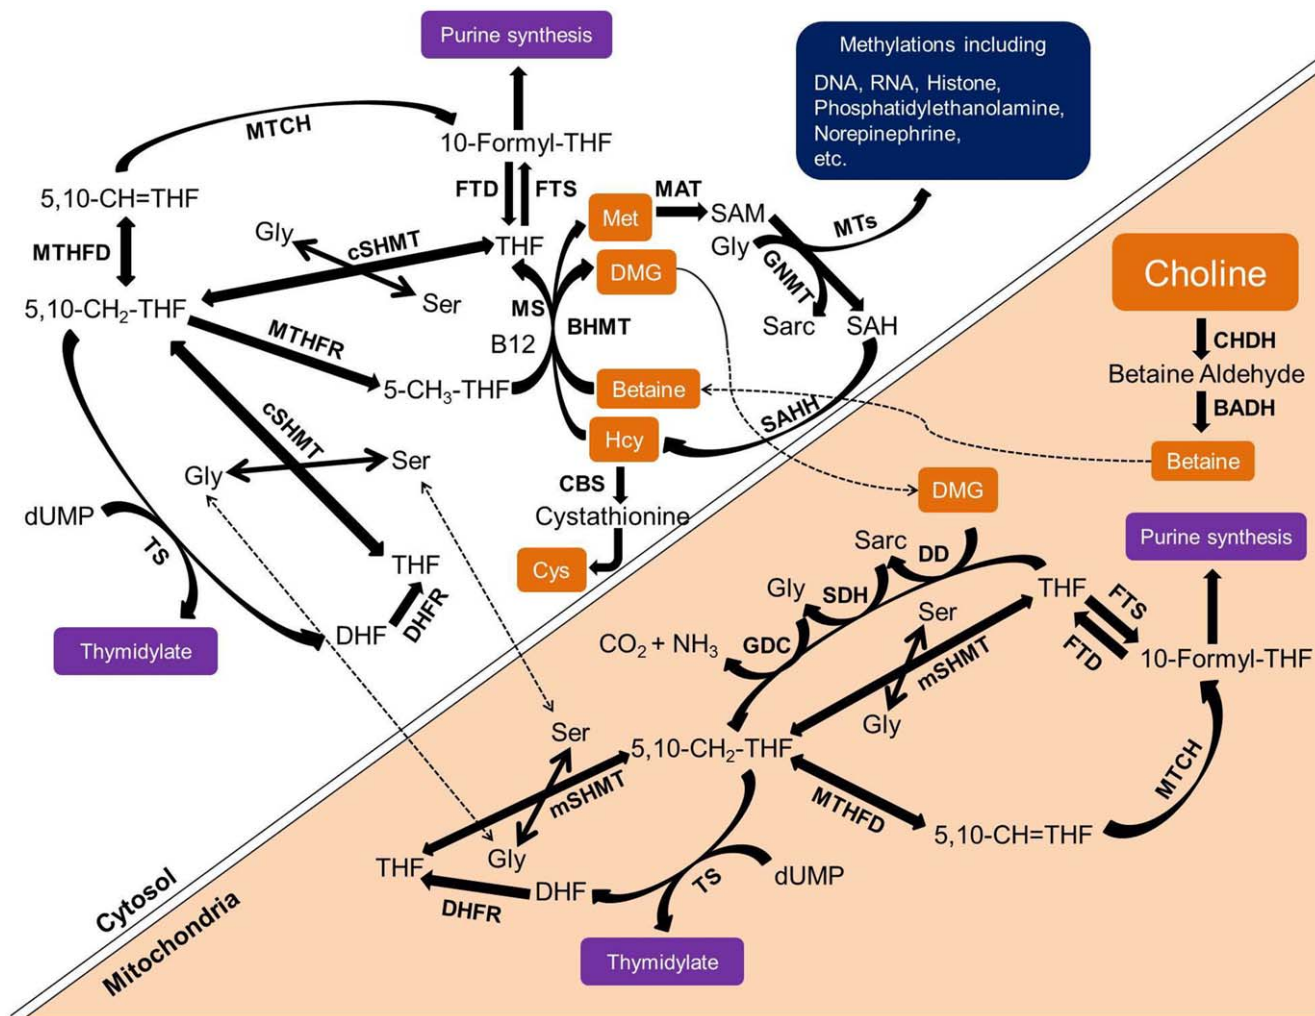 Purine synthesis
Methylations including
DNA, RNA, Histone,
Phosphatidylethanolamine,
Norepinephrine,
etc.
MTCH
10-Formyl-THF
5,10-CH=THF
FTD
FTS
MAT
Met
SAM
MTs
Gly
cSHMT
THF
Gly
GNMT
MTHFD
DMG
Choline
5,10-CH₂-THF
Ser
MS
BHMT
Sarc
SAH
B12
MTHFR
CHDH
Betaine Aldehyde
5-CH₃-THF
Betaine
BADH
cSHMT
SAHH
Hcy
Ser
Betaine
Gly
CBS
DMG
dUMP
Cystathionine
Purine synthesis
TS
Sarc
DD
THF
Cys
Gly
SDH
THF
FTS
DHFR
Ser
DHF
CO₂ + NH₃
GDC
FTD
Thymidylate
mSHMT
10-Formyl-THF
Gly
Ser
5,10-CH₂-THF
MTCH
mSHMT
MTHFD
5,10-CH=THF
THF
Gly
DHF
TS
dUMP
DHFR
Cytosol
Mitochondria
Thymidylate